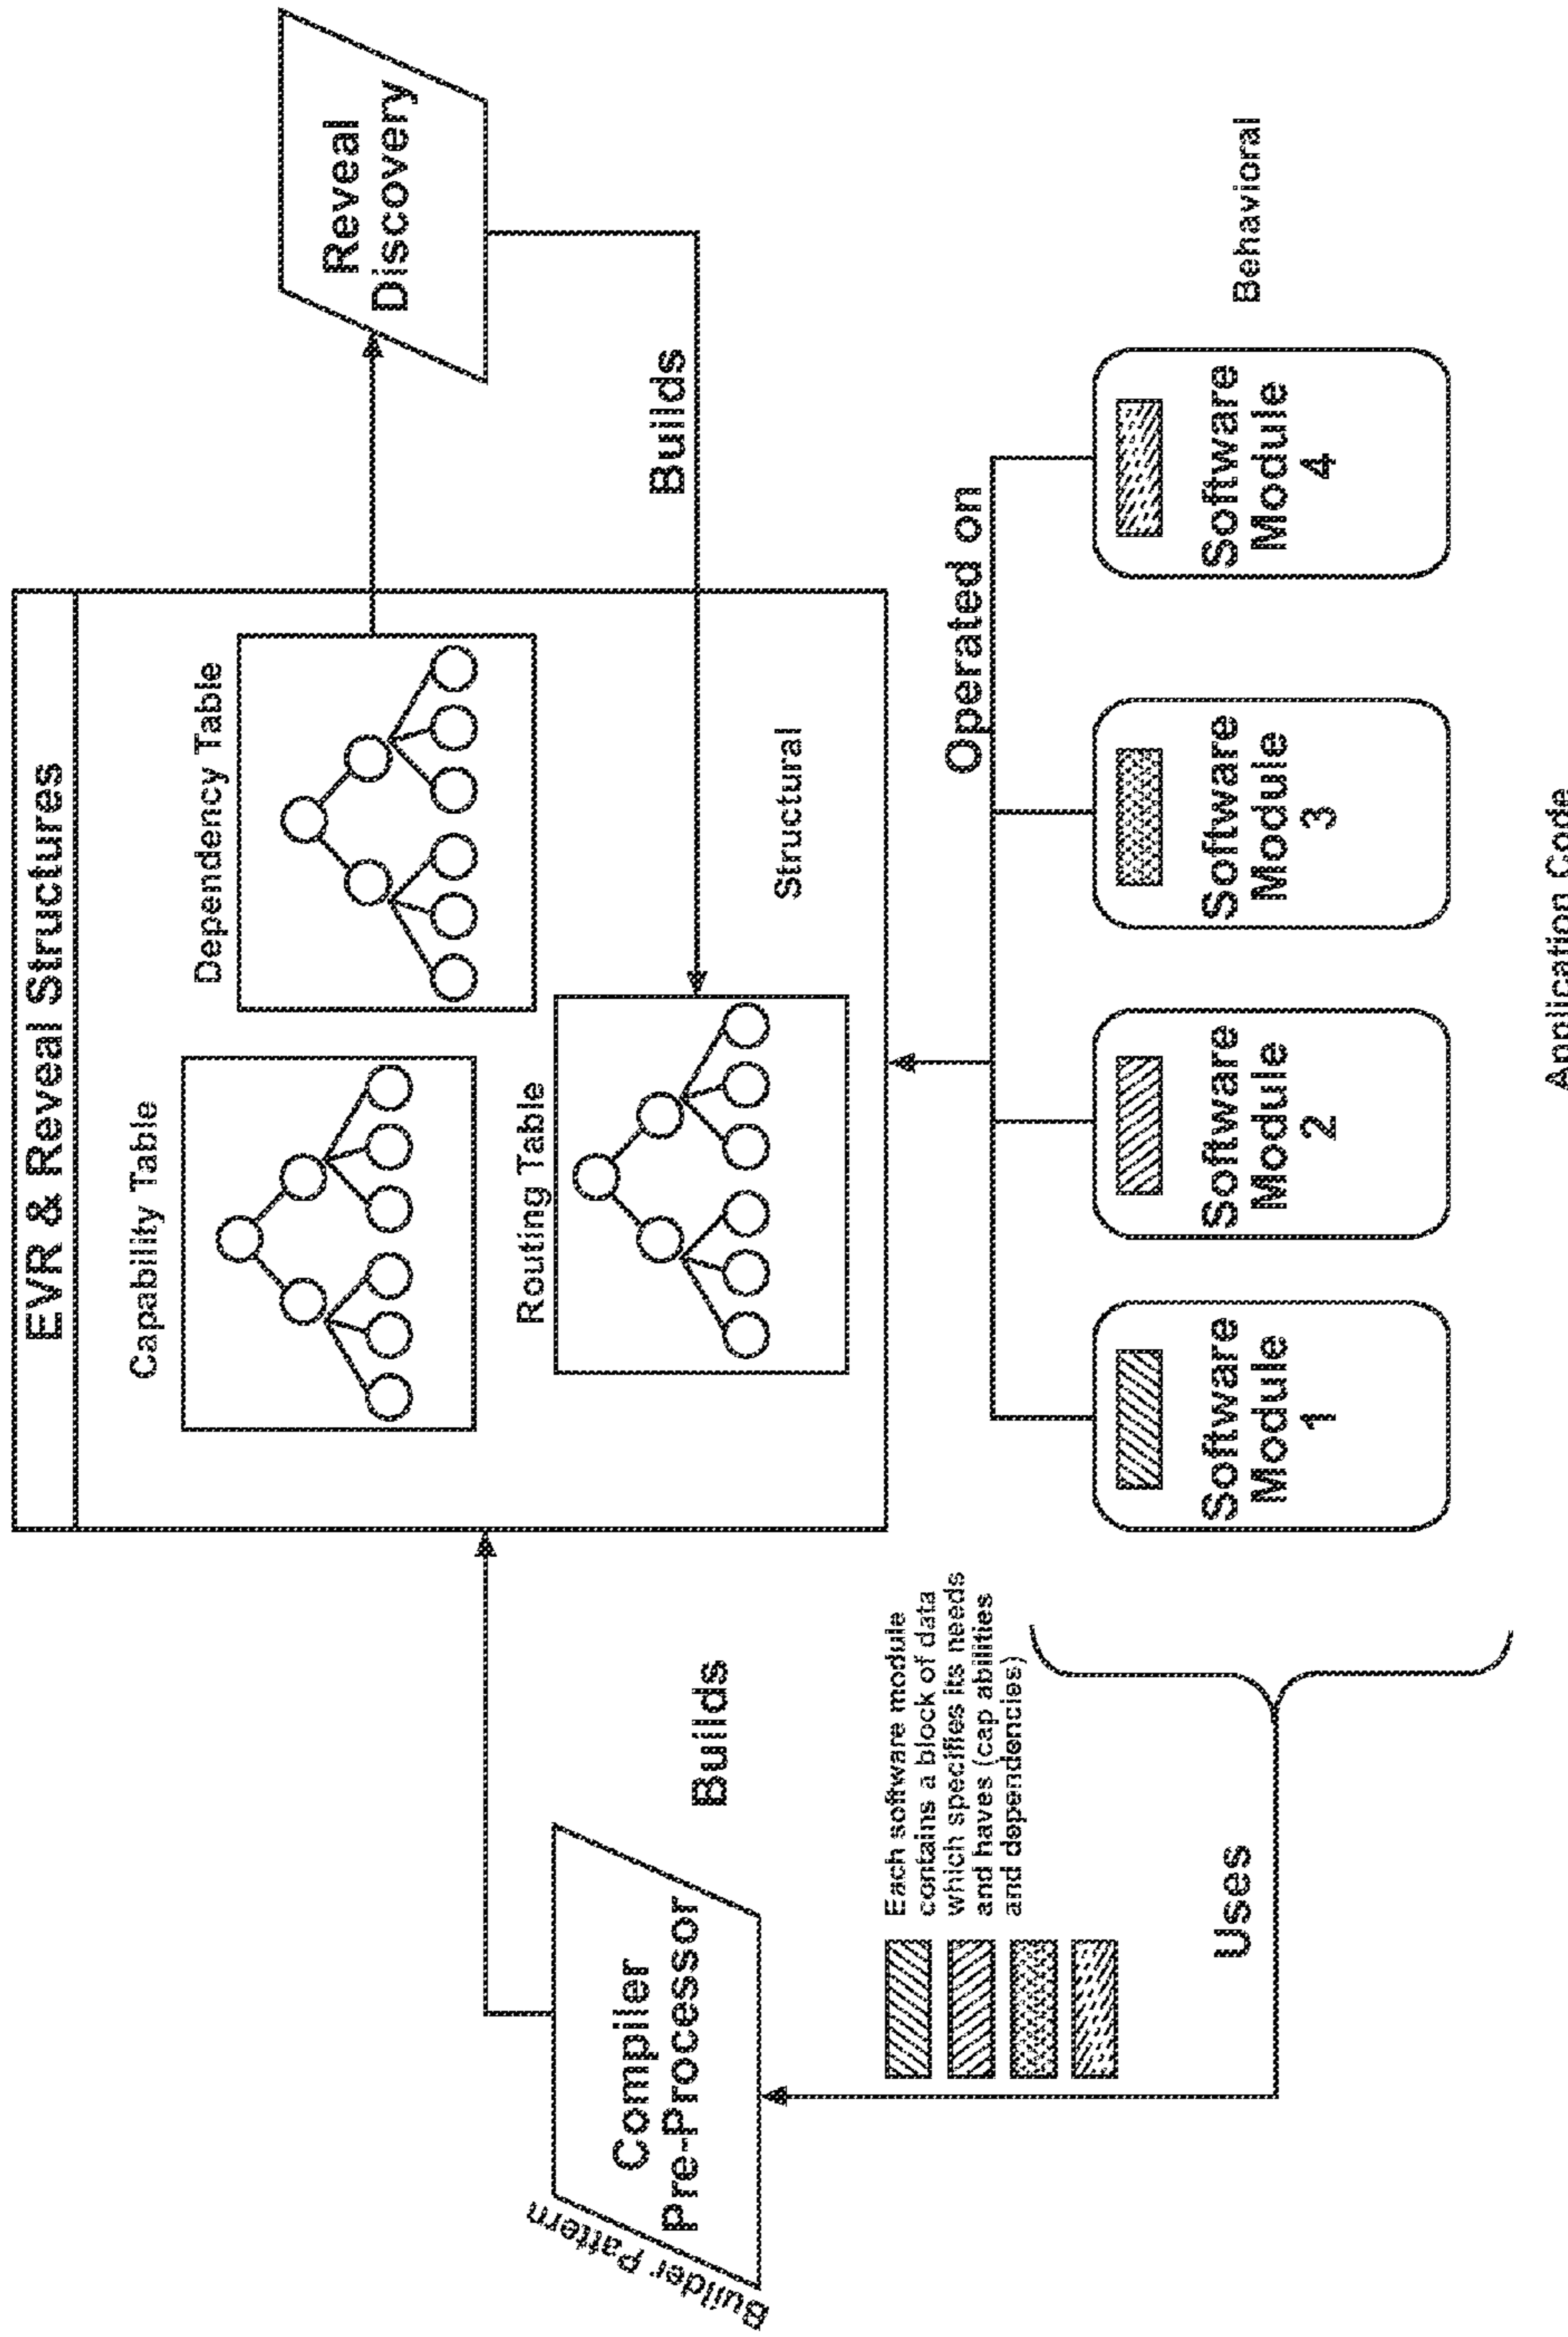 EVR & Reveal Structures
Capability Table
Dependency Table
Routing Table
Structural
Reveal
Discovery
Builds
Builder Pattern
Compiler
Pre-Processor
Builds
Each software module
contains a block of data
which specifies its needs
and haves (cap abilities
and dependencies)
Uses
Operated on
Software
Module
1
Software
Module
2
Software
Module
3
Software
Module
4
Behavioral
Application Code